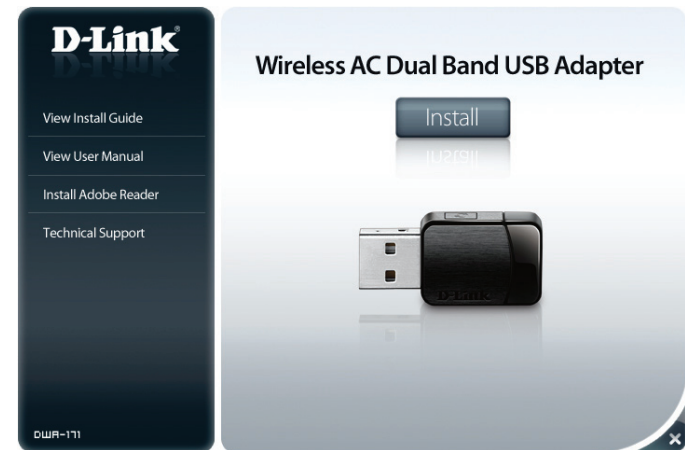 D-Link
View Install Guide
View User Manual
Install Adobe Reader
Technical Support
DWA-171
Wireless AC Dual Band USB Adapter
Install
D-Link